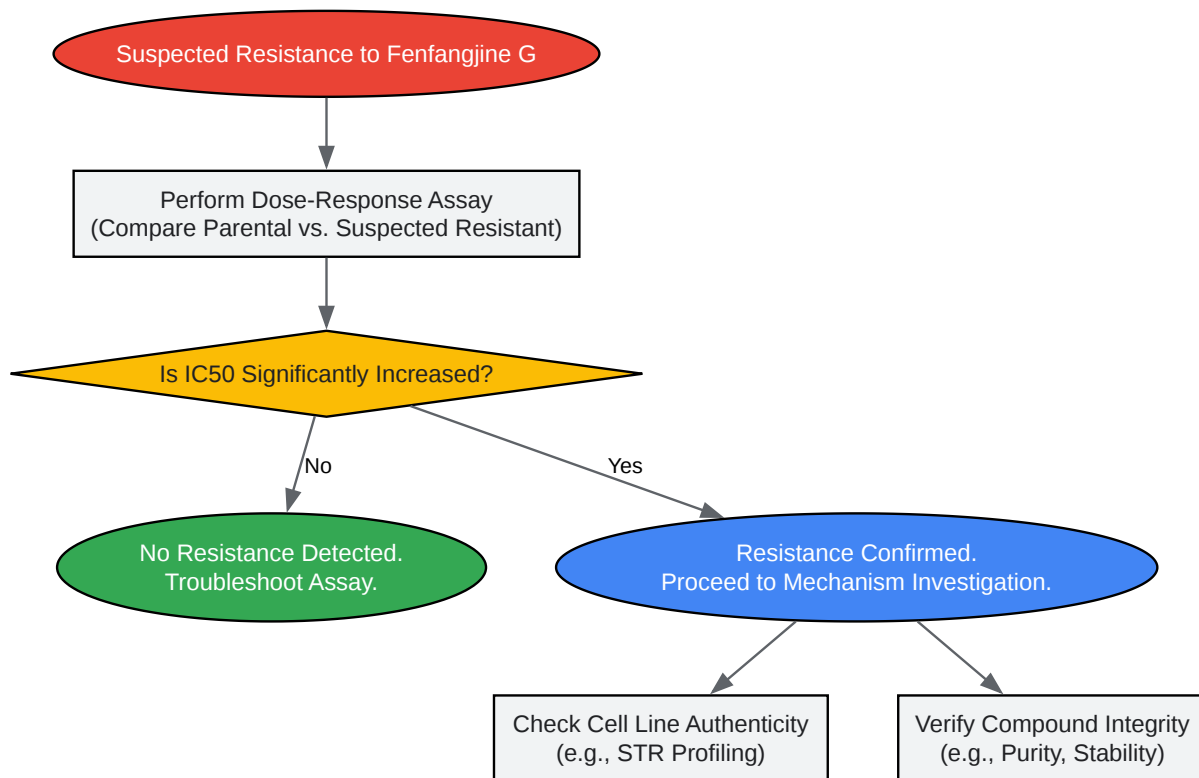 Suspected Resistance to Fenfangjine G
Perform Dose-Response Assay
(Compare Parental vs. Suspected Resistant)
Is IC50 Significantly Increased?
No
Yes
No Resistance Detected.
Troubleshoot Assay.
Resistance Confirmed.
Proceed to Mechanism Investigation.
Check Cell Line Authenticity
(e.g., STR Profiling)
Verify Compound Integrity
(e.g., Purity, Stability)